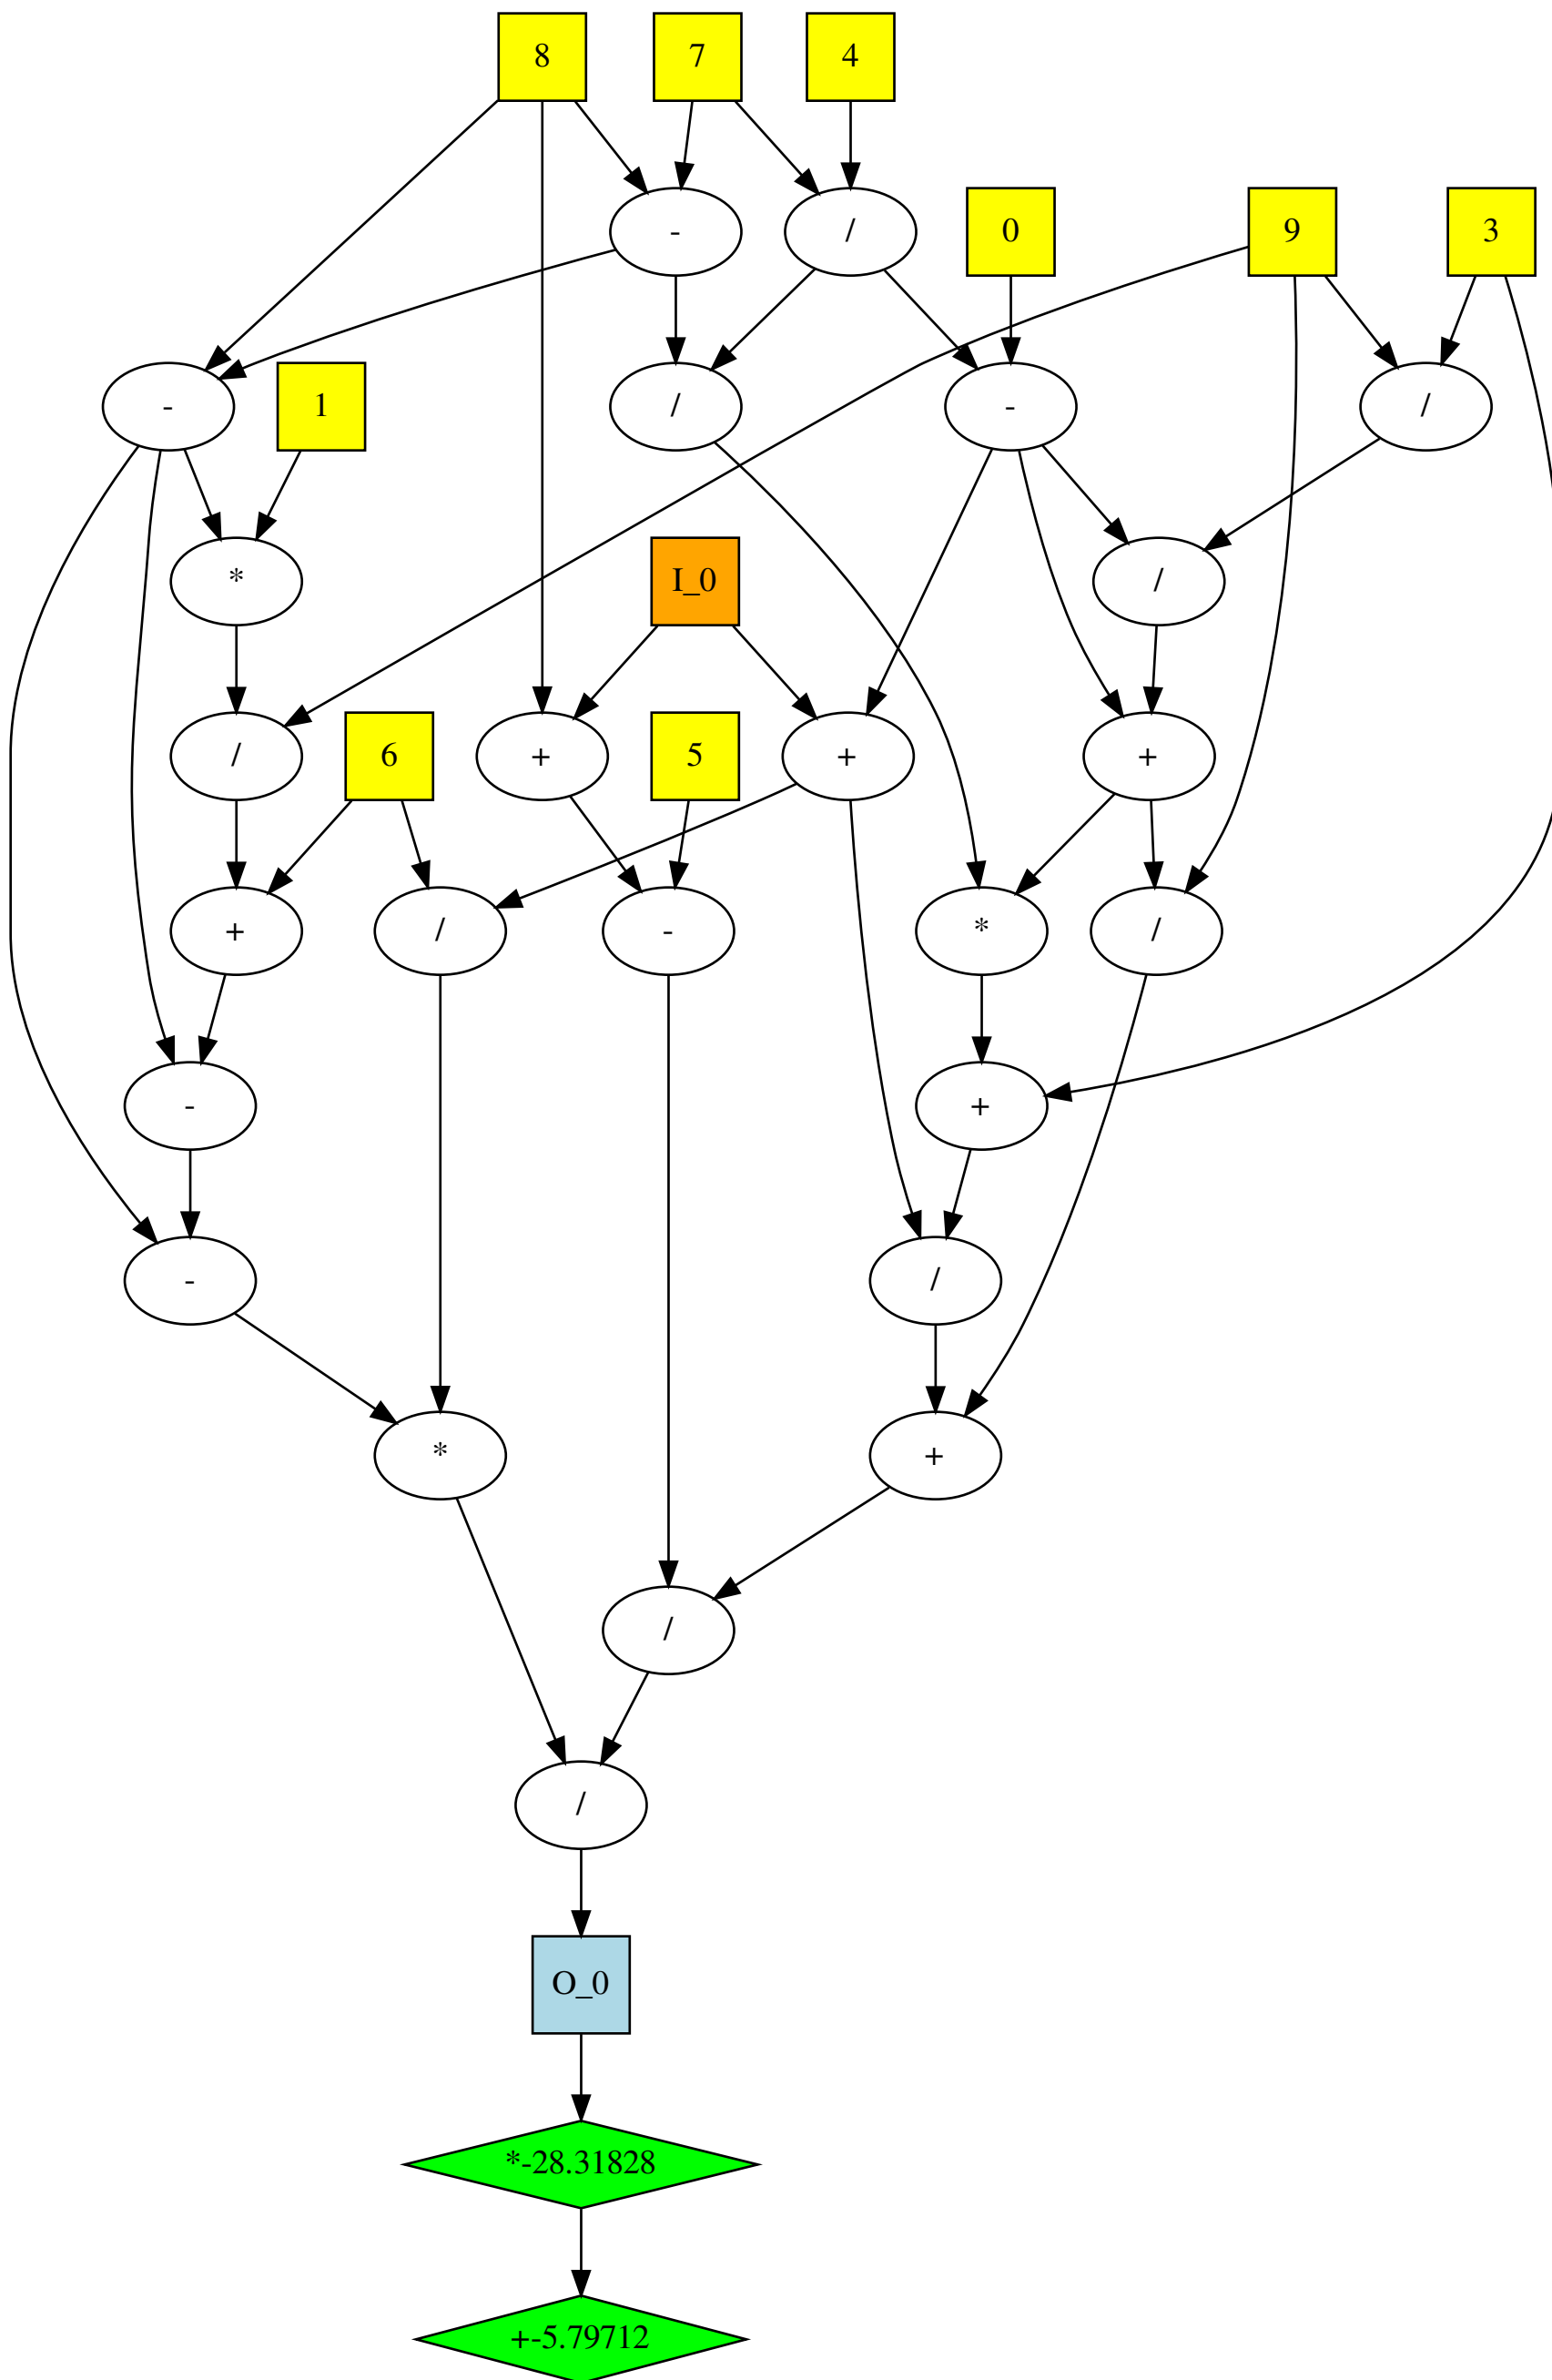 8 7 4
- / 0 9 3
- 1 / - /
* I_0 /
/ 6 + 5 + +
+ / - * /
- +
- /
* +
/
/
O_0
*-28.31828
+-5.79712